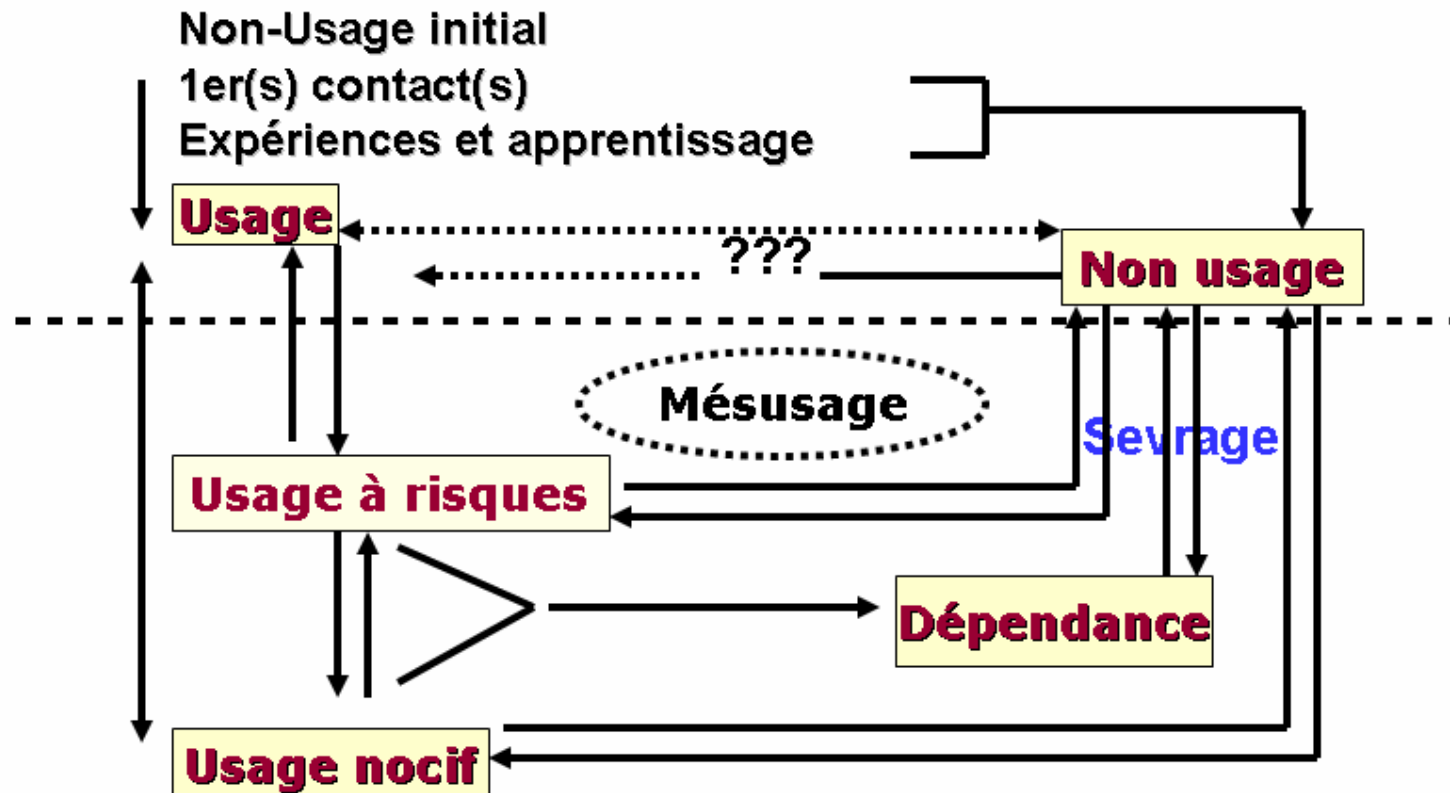 Non-Usage initial
1er(s) contact(s)
Expériences et apprentissage
Usage
???
Non usage
Mésusage
Sevrage
Usage à risques
Dépendance
Usage nocif